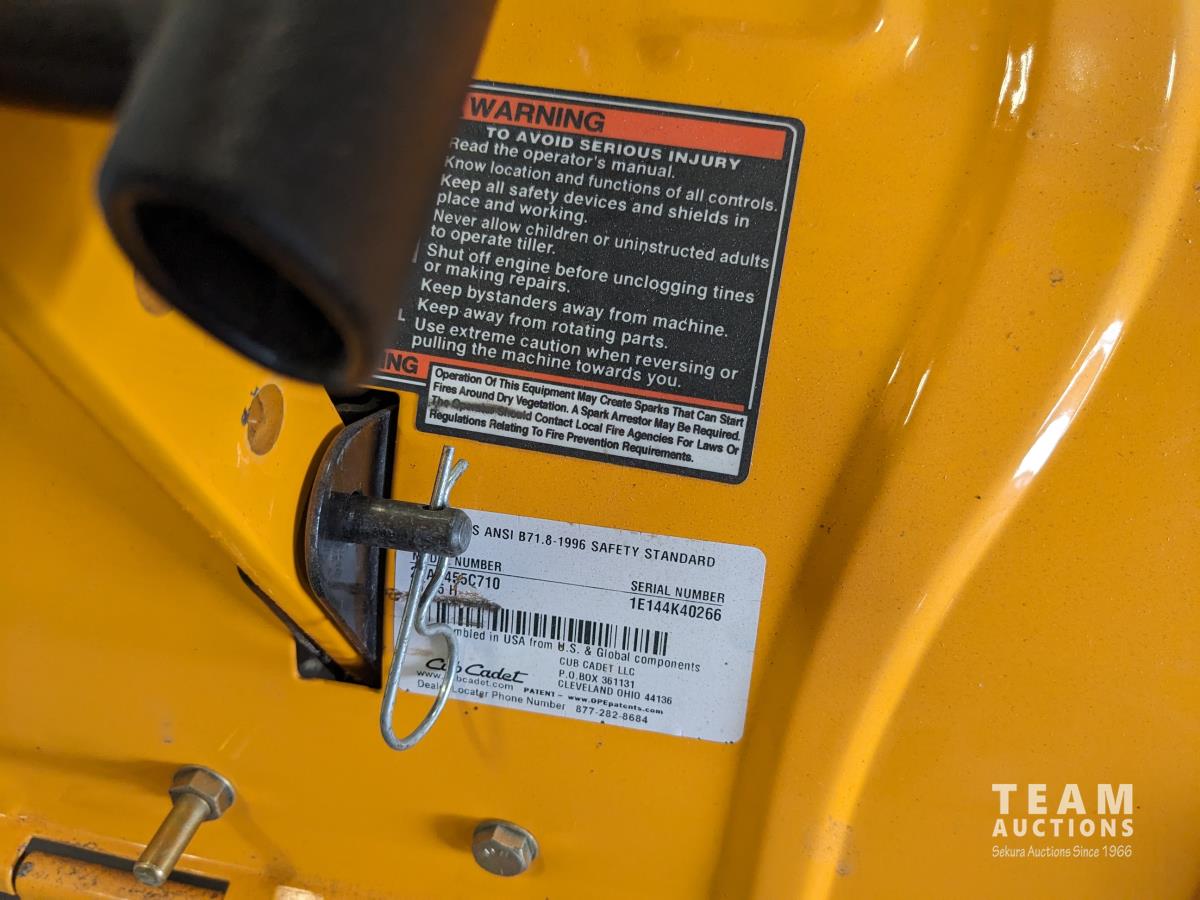 WARNING
TO AVOID SERIOUS INJURY
Read the operator's manual.
Know location and functions of all controls.
Keep all safety devices and shields in
place and working.
Never allow children or uninstructed adults
to operate tiller.
Shut off engine before unclogging tines
or making repairs.
Keep bystanders away from machine.
Keep away from rotating parts.
Use extreme caution when reversing or
pulling the machine towards you.
NG
Operation Of This Equipment May Create Sparks That Can Start
Fires Around Dry Vegetation. A Spark Arrestor May Be Required.
The Operator Should Contact Local Fire Agencies For Laws Or
Regulations Relating To Fire Prevention Requirements.
S ANSI B71.8-1996 SAFETY STANDARD
NUMBER
SERIAL NUMBER
455C710
1E144K40266
mbled in USA from U.S. & Global components
Cub Cadet
CUB CADET LLC
P.O.BOX 361131
CLEVELAND OHIO 44136
PATENT - www.OPEpatents.com
Locator Phone Number 877-282-8684
TEAM
AUCTIONS
Sekura Auctions Since 1966